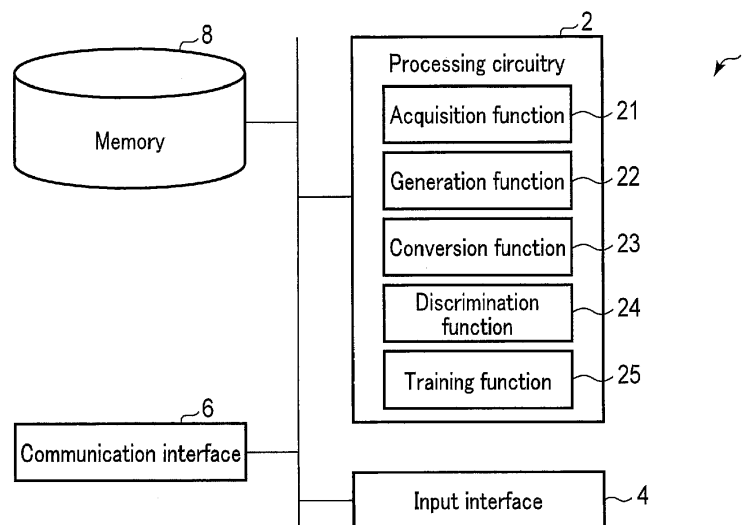 8
Memory
2
Processing circuitry
Acquisition function
21
Generation function
22
Conversion function
23
Discrimination
function
24
Training function
25
6
Communication interface
Input interface
4